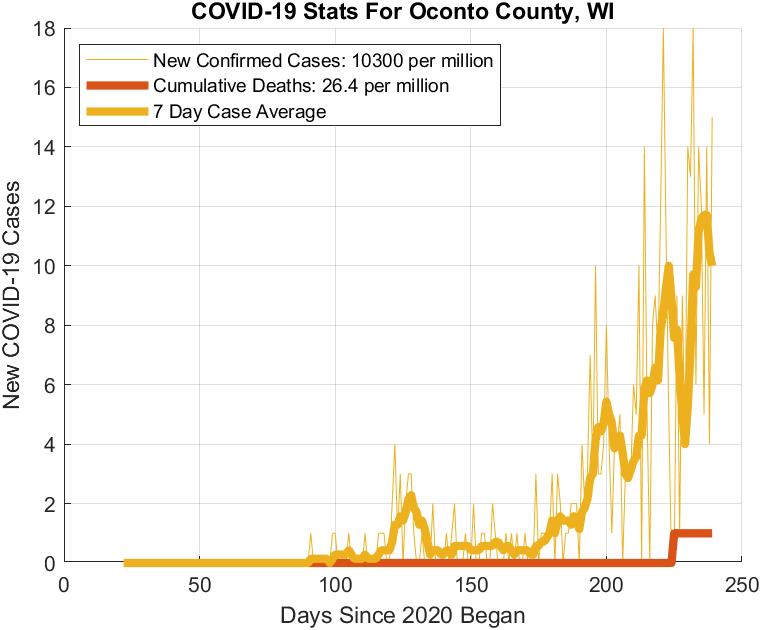 COVID-19 Stats For Oconto County, WI
New Confirmed Cases: 10300 per million
Cumulative Deaths: 26.4 per million
7 Day Case Average
New COVID-19 Cases
18
16
14
12
10
8
6
4
2
0
0 50 100 150 200 250
Days Since 2020 Began